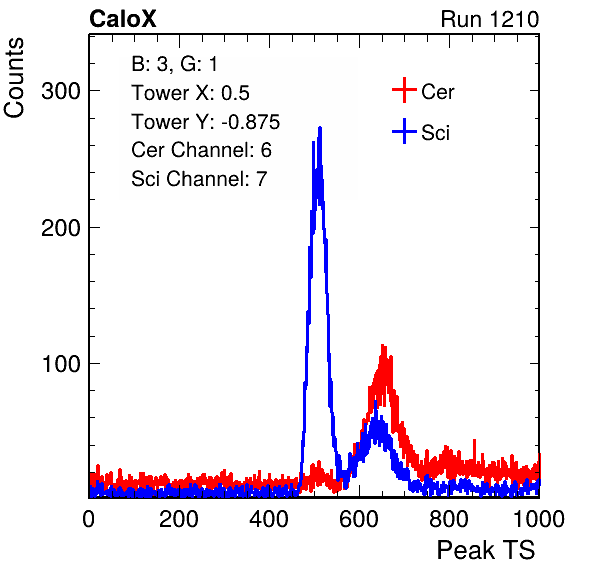 CaloX Run 1210
Counts
B: 3, G: 1
Tower X: 0.5
Tower Y: -0.875
Cer Channel: 6
Sci Channel: 7
Cer
Sci
300
200
100
0 200 400 600 800 1000
Peak TS